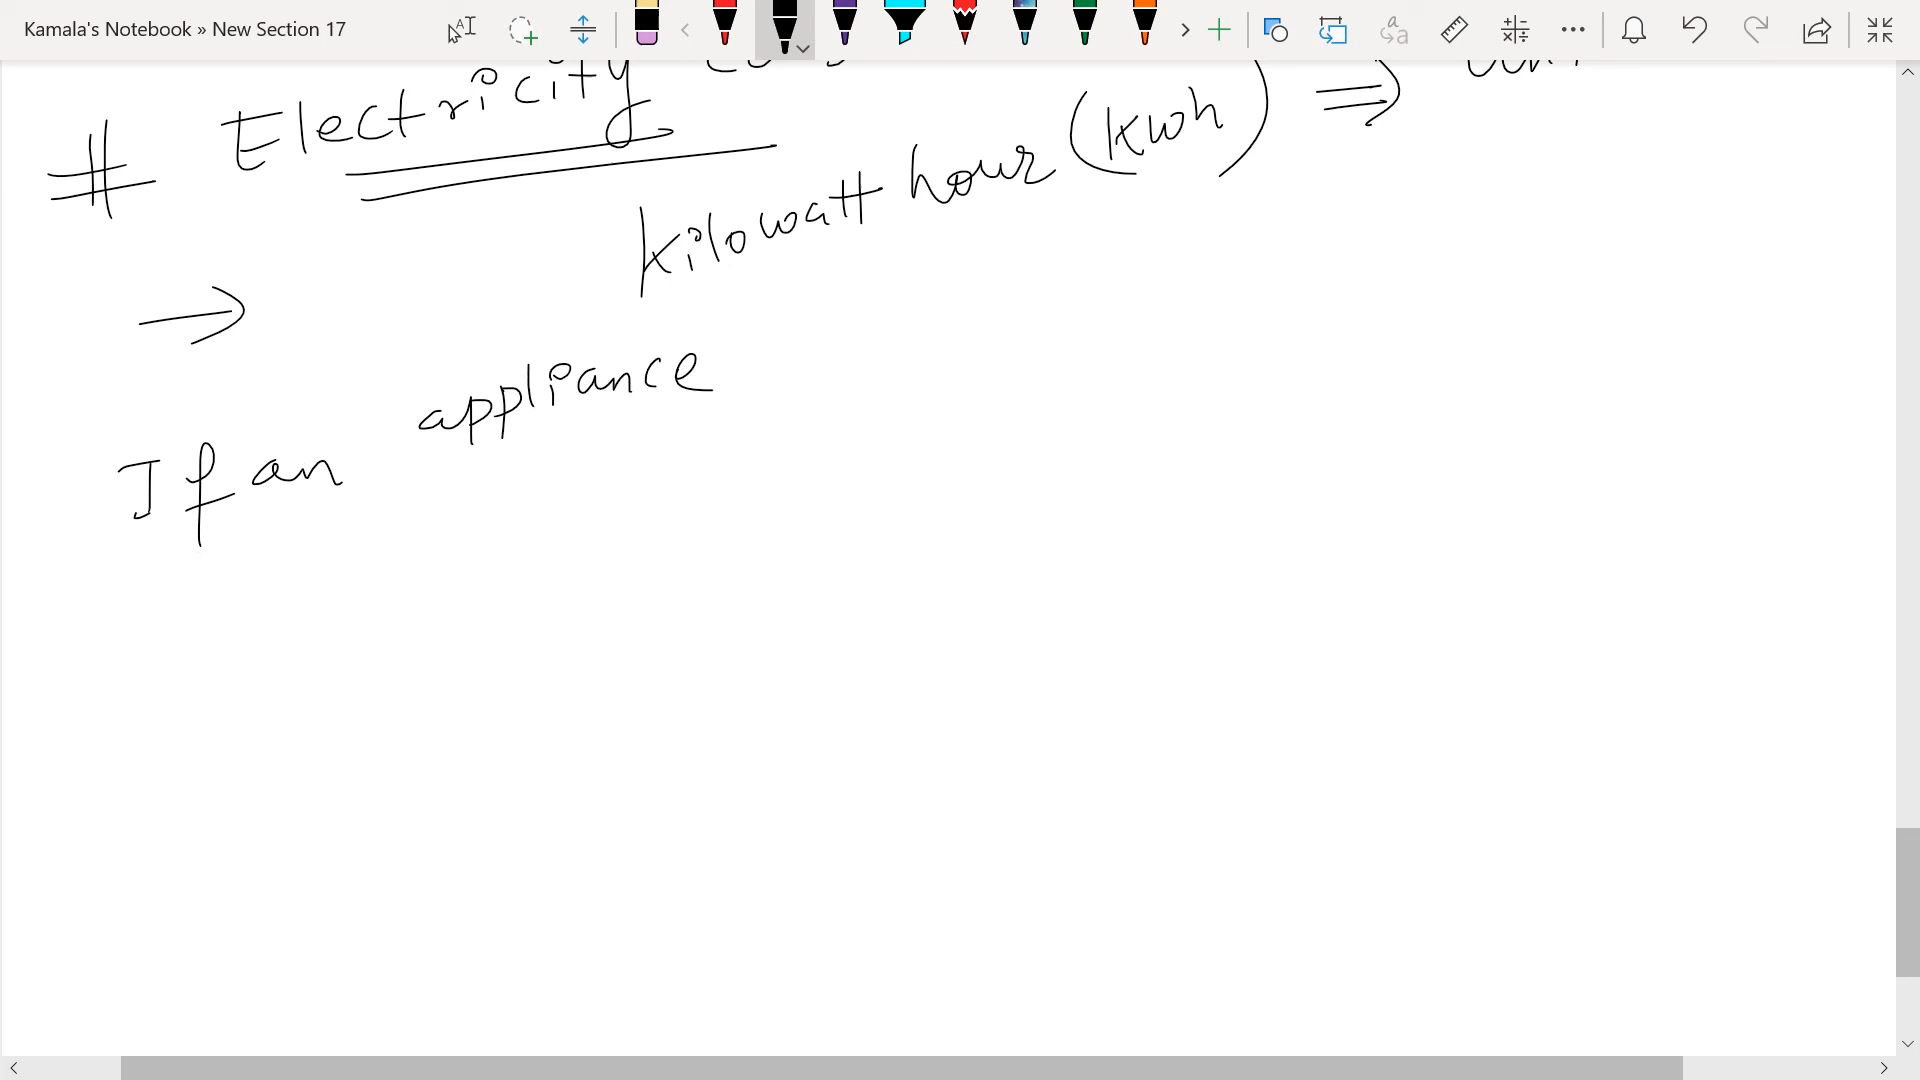 Kamala's Notebook » New Section 17
# Electricity
kilowatt hour (kwh) ⇒
→
If an appliance